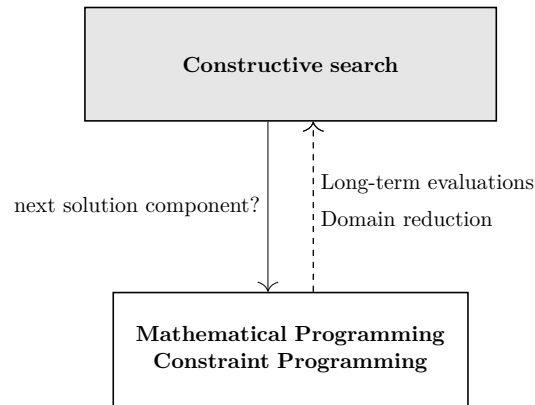 Constructive search
Long-term evaluations
next solution component?
Domain reduction
Mathematical Programming
Constraint Programming